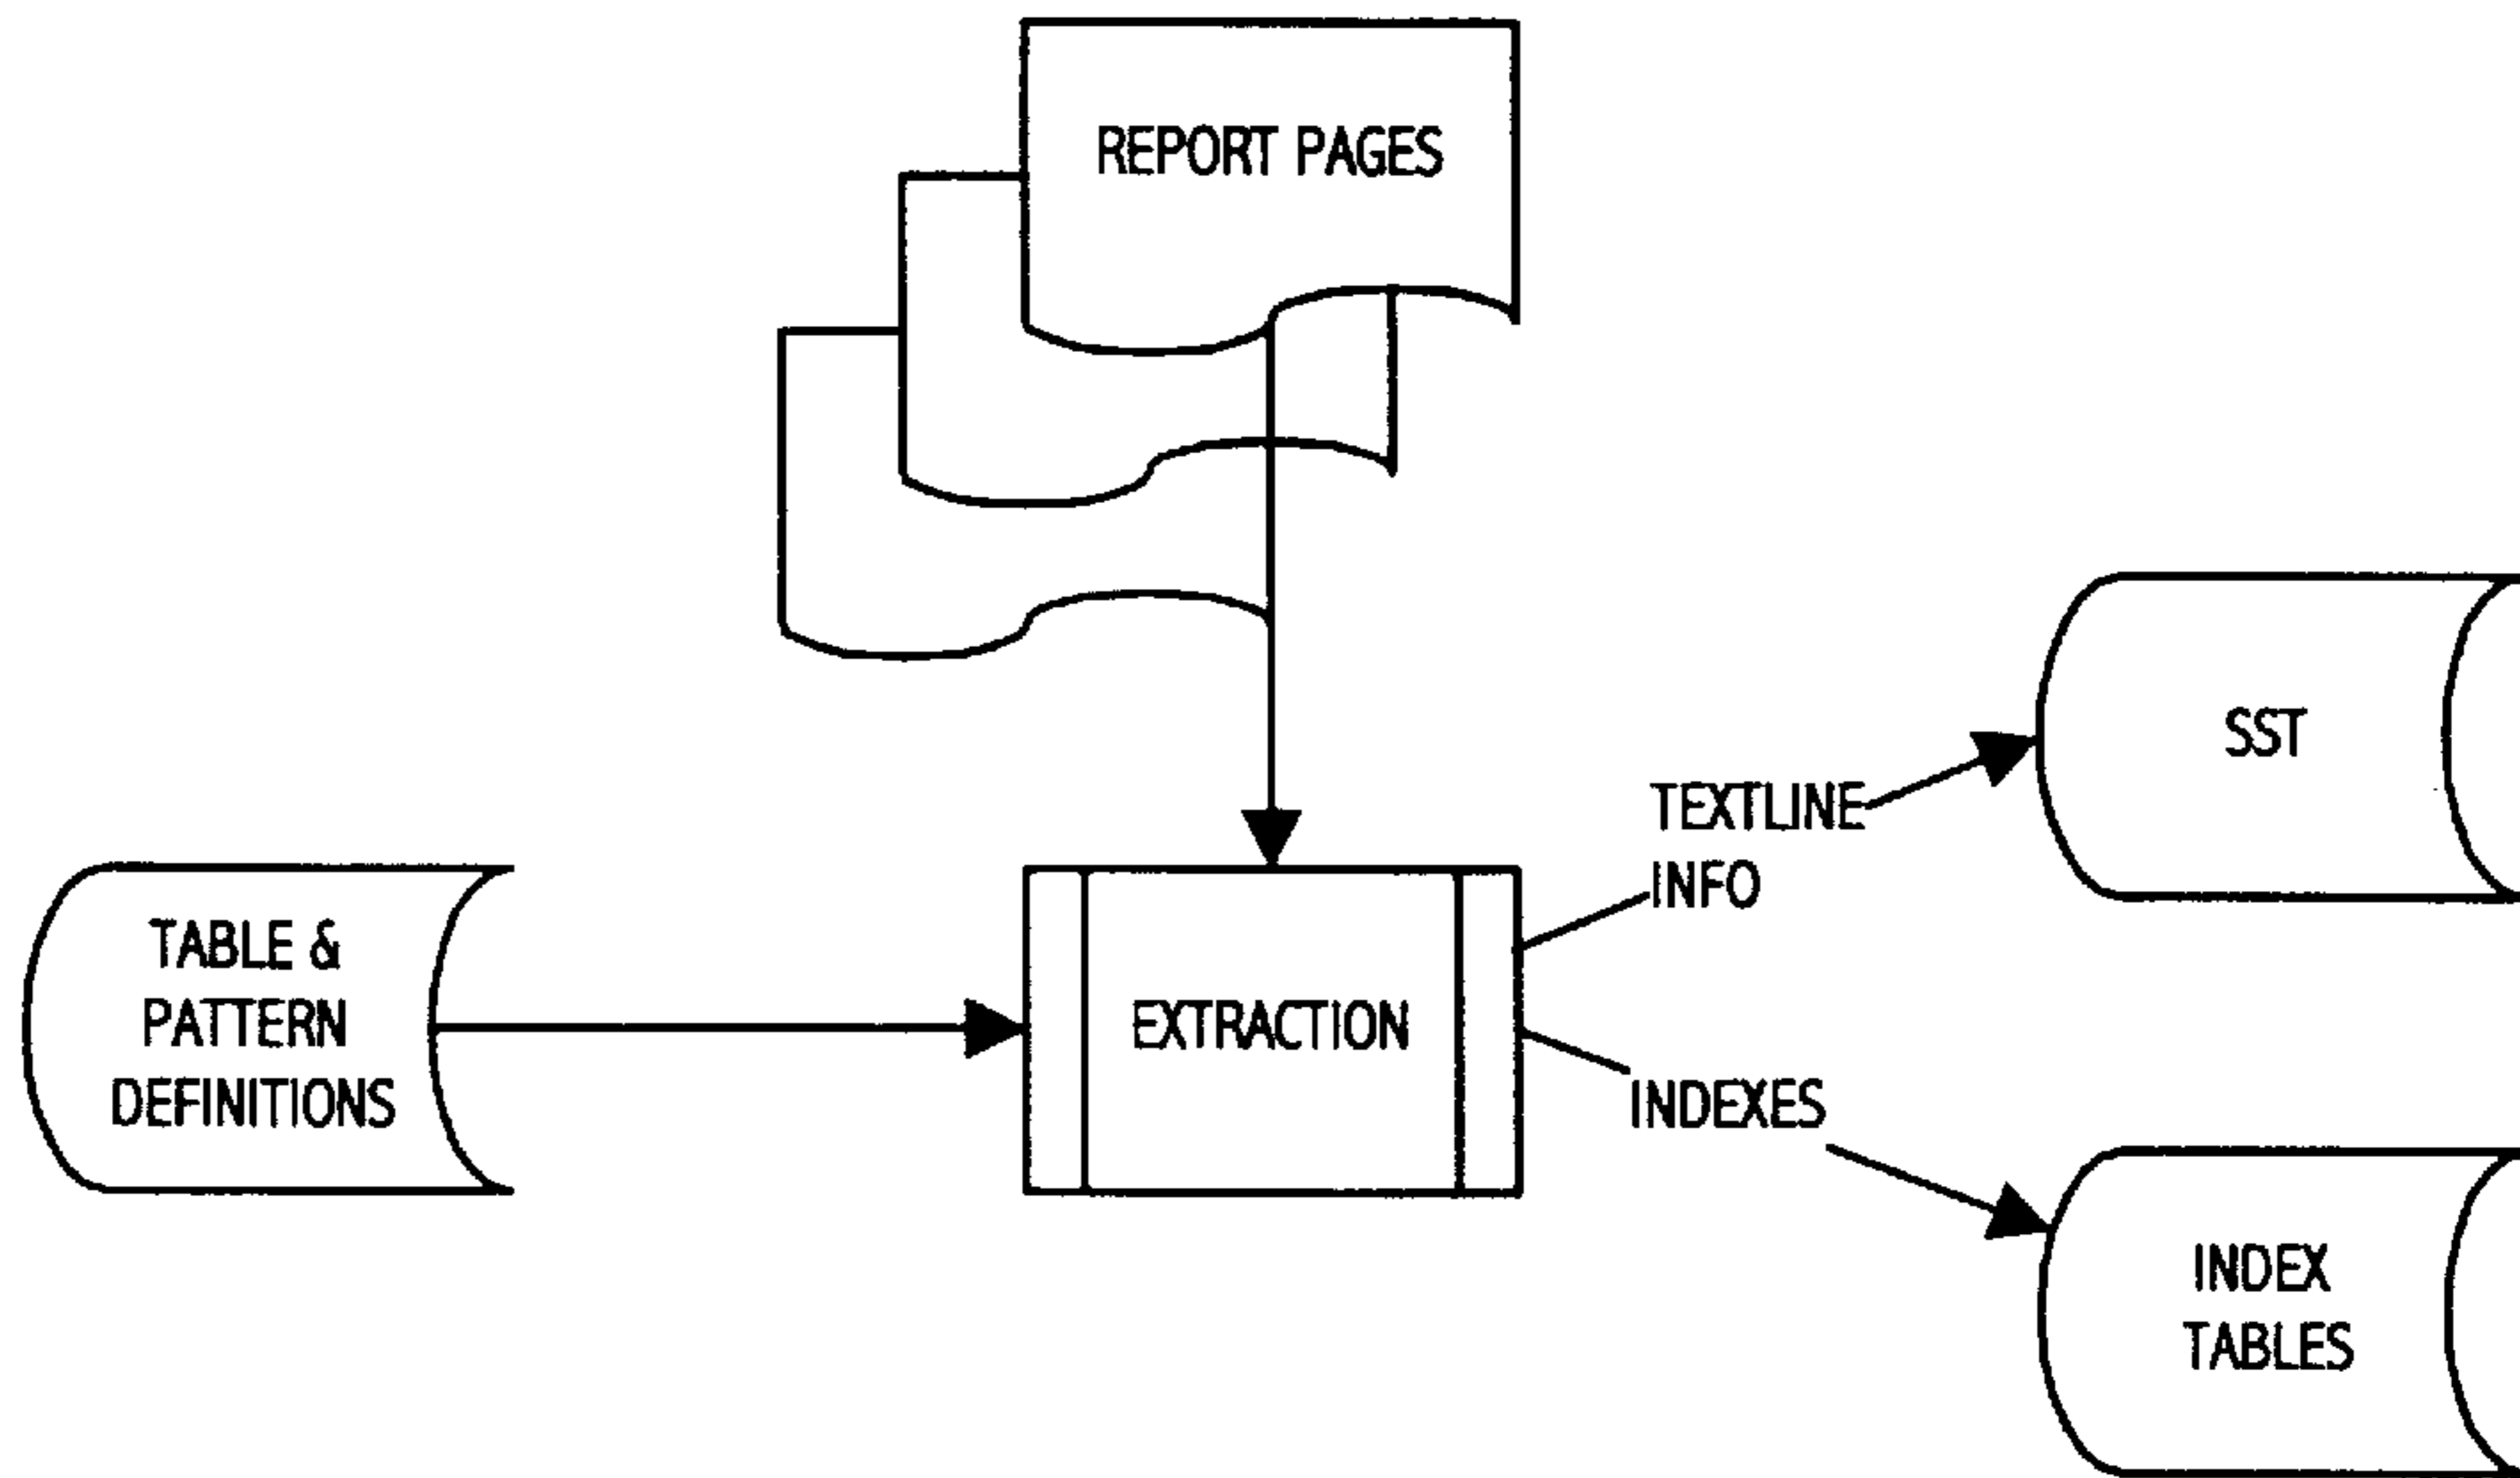 REPORT PAGES
SST
TEXTLINE
INFO
TABLE &
PATTERN
DEFINITIONS
EXTRACTION
INDEXES
INDEX
TABLES